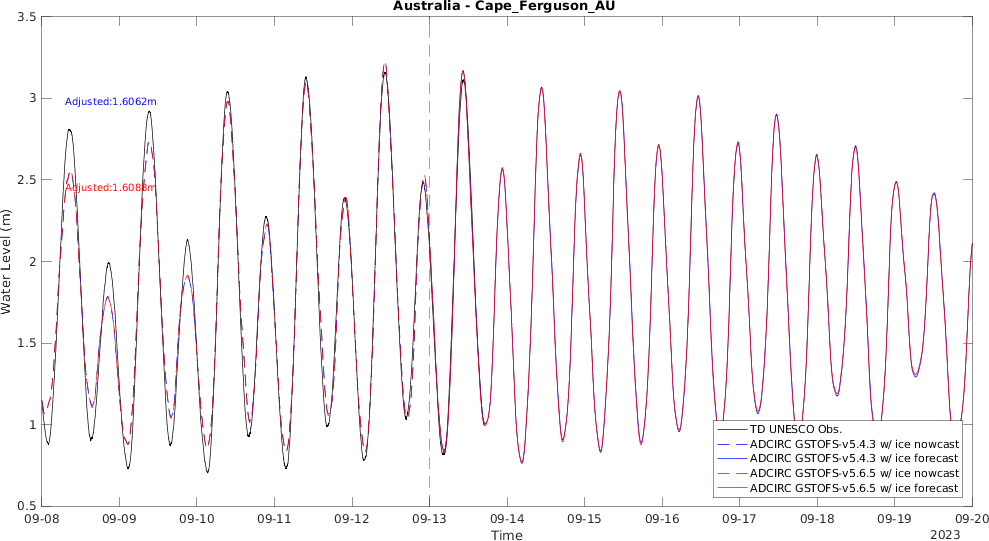 Australia - Cape_Ferguson_AU
3.5
3
2.5
2
1.5
1
0.5
Water Level (m)
Adjusted:1.6062m
Adjusted:1.6088m
TD UNESCO Obs.
ADCIRC GSTOFS-v5.4.3 w/ ice nowcast
ADCIRC GSTOFS-v5.4.3 w/ ice forecast
ADCIRC GSTOFS-v5.6.5 w/ ice nowcast
ADCIRC GSTOFS-v5.6.5 w/ ice forecast
09-08 09-09 09-10 09-11 09-12 09-13 09-14 09-15 09-16 09-17 09-18 09-19 09-20
Time
2023